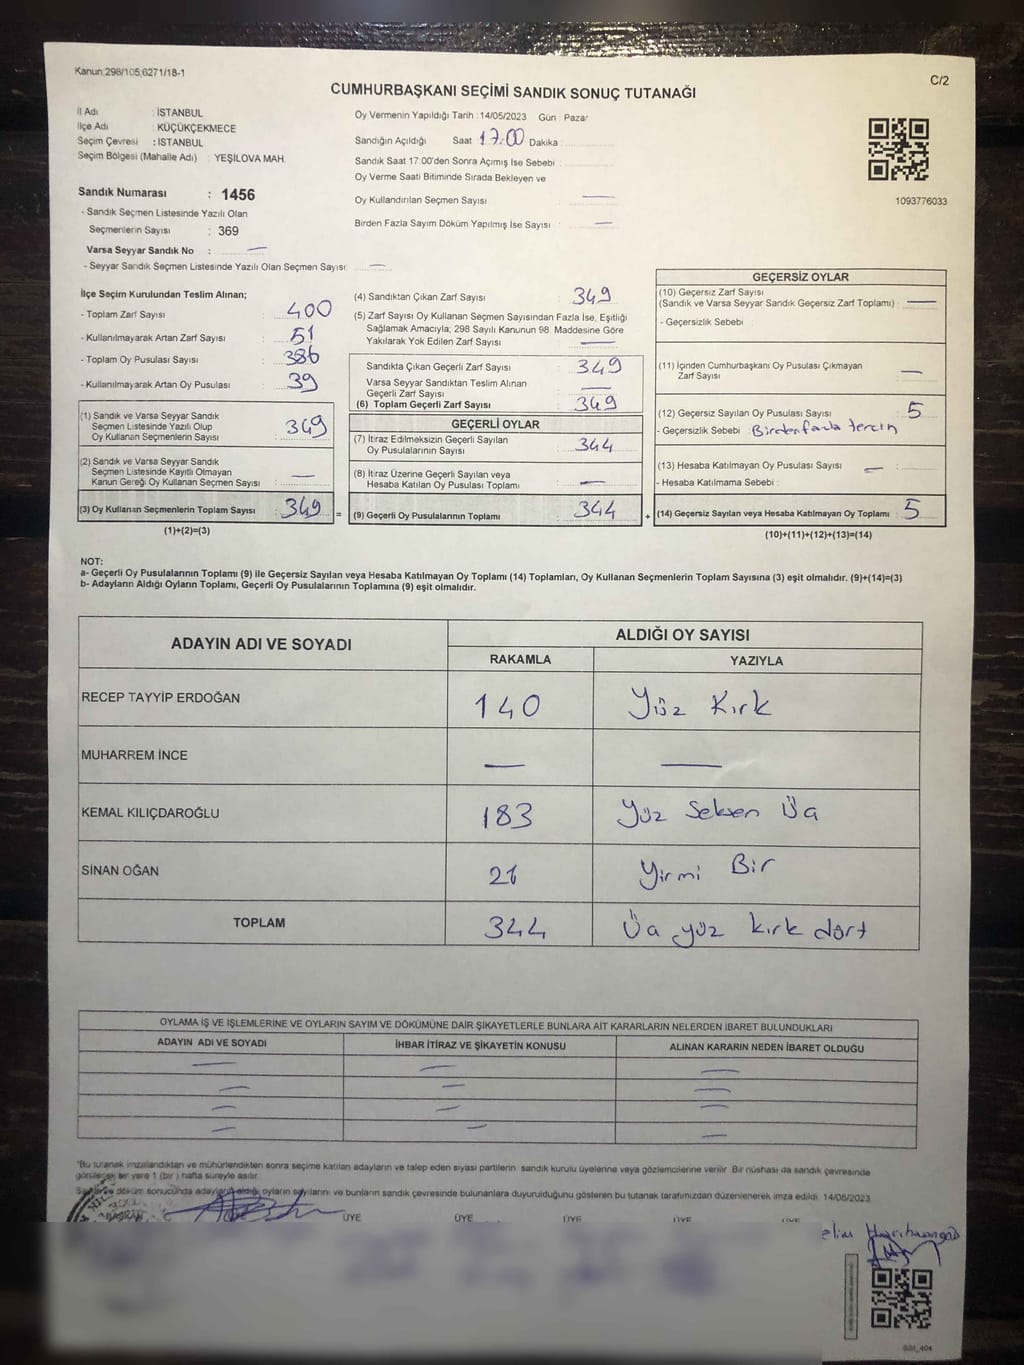 Kanun:298/105,6271/18-1
C/2
CUMHURBAŞKANI SEÇİMİ SANDIK SONUÇ TUTANAĞI
İl Adı : İSTANBUL
İlçe Adı : KÜÇÜKÇEKMECE
Seçim Çevresi : İSTANBUL
Seçim Bölgesi (Mahalle Adı) : YEŞİLOVA MAH.
Sandık Numarası : 1456
- Sandık Seçmen Listesinde Yazılı Olan
Seçmenlerin Sayısı : 369
Varsa Seyyar Sandık No : —
- Seyyar Sandık Seçmen Listesinde Yazılı Olan Seçmen Sayısı: —
Oy Vermenin Yapıldığı Tarih : 14/05/2023 Gün : Pazar
Sandığın Açıldığı Saat 17:00 Dakika :
Sandık Saat 17:00'den Sonra Açımış İse Sebebi :
Oy Verme Saati Bitiminde Sırada Bekleyen ve
Oy Kullandırılan Seçmen Sayısı —
Birden Fazla Sayım Döküm Yapılmış İse Sayısı : —
1093776033
İlçe Seçim Kurulundan Teslim Alınan;
- Toplam Zarf Sayısı : 400
- Kullanılmayarak Artan Zarf Sayısı : 51
- Toplam Oy Pusulası Sayısı : 386
- Kullanılmayarak Artan Oy Pusulası : 39
(1) Sandık ve Varsa Seyyar Sandık
Seçmen Listesinde Yazılı Olup
Oy Kullanan Seçmenlerin Sayısı : 349
(2) Sandık ve Varsa Seyyar Sandık
Seçmen Listesinde Kayıtlı Olmayan
Kanun Gereği Oy Kullanan Seçmen Sayısı : —
(3) Oy Kullanan Seçmenlerin Toplam Sayısı : 349
(1)+(2)=(3)
(4) Sandıktan Çıkan Zarf Sayısı : 349
(5) Zarf Sayısı Oy Kullanan Seçmen Sayısından Fazla İse, Eşitliği
Sağlamak Amacıyla; 298 Sayılı Kanunun 98. Maddesine Göre
Yakılarak Yok Edilen Zarf Sayısı : —
Sandıkta Çıkan Geçerli Zarf Sayısı : 349
Varsa Seyyar Sandıktan Teslim Alınan
Geçerli Zarf Sayısı : —
(6) Toplam Geçerli Zarf Sayısı : 349
GEÇERLİ OYLAR
(7) İtiraz Edilmeksizin Geçerli Sayılan
Oy Pusulalarının Sayısı : 344
(8) İtiraz Üzerine Geçerli Sayılan veya
Hesaba Katılan Oy Pusulası Toplamı : —
(9) Geçerli Oy Pusulalarının Toplamı : 344
GEÇERSİZ OYLAR
(10) Geçersiz Zarf Sayısı
(Sandık ve Varsa Seyyar Sandık Geçersiz Zarf Toplamı) : —
- Geçersizlik Sebebi :
(11) İçinden Cumhurbaşkanı Oy Pusulası Çıkmayan
Zarf Sayısı : —
(12) Geçersiz Sayılan Oy Pusulası Sayısı : 5
- Geçersizlik Sebebi : Birdenfazla tercin
(13) Hesaba Katılmayan Oy Pusulası Sayısı : —
- Hesaba Katılmama Sebebi :
(14) Geçersiz Sayılan veya Hesaba Katılmayan Oy Toplamı : 5
(10)+(11)+(12)+(13)=(14)
NOT:
a- Geçerli Oy Pusulalarının Toplamı (9) ile Geçersiz Sayılan veya Hesaba Katılmayan Oy Toplamı (14) Toplamları, Oy Kullanan Seçmenlerin Toplam Sayısına (3) eşit olmalıdır. (9)+(14)=(3)
b- Adayların Aldığı Oyların Toplamı, Geçerli Oy Pusulalarının Toplamına (9) eşit olmalıdır.
ADAYIN ADI VE SOYADI ALDIĞI OY SAYISI
RAKAMLA YAZIYLA
RECEP TAYYİP ERDOĞAN 140 Yüz Kırk
MUHARREM İNCE — —
KEMAL KILIÇDAROĞLU 183 Yüz Seksen Üç
SİNAN OĞAN 21 Yirmi Bir
TOPLAM 344 Üç yüz kırk dört
OYLAMA İŞ VE İŞLEMLERİNE VE OYLARIN SAYIM VE DÖKÜMÜNE DAİR ŞİKAYETLERLE BUNLARA AİT KARARLARIN NELERDEN İBARET BULUNDUKLARI
ADAYIN ADI VE SOYADI İHBAR İTİRAZ VE ŞİKAYETİN KONUSU ALINAN KARARIN NEDEN İBARET OLDUĞU
— — —
— — —
— — —
— — —
"Bu tutanak imzalandıktan ve mühürlendikten sonra seçime katılan adayların ve talep eden siyasi partilerin sandık kurulu üyelerine veya gözlemcilerine verilir. Bir nüshası da sandık çevresinde
görülecek bir yere 1 (bir) hafta süreyle asılır.
döküm sonucunda adayların aldığı oyların sayılarını ve bunların sandık çevresinde bulunanlara duyurulduğunu gösteren bu tutanak tarafımızdan düzenlenerek imza edildi. 14/05/2023
BAŞKAN ÜYE ÜYE ÜYE ÜYE ÜYE